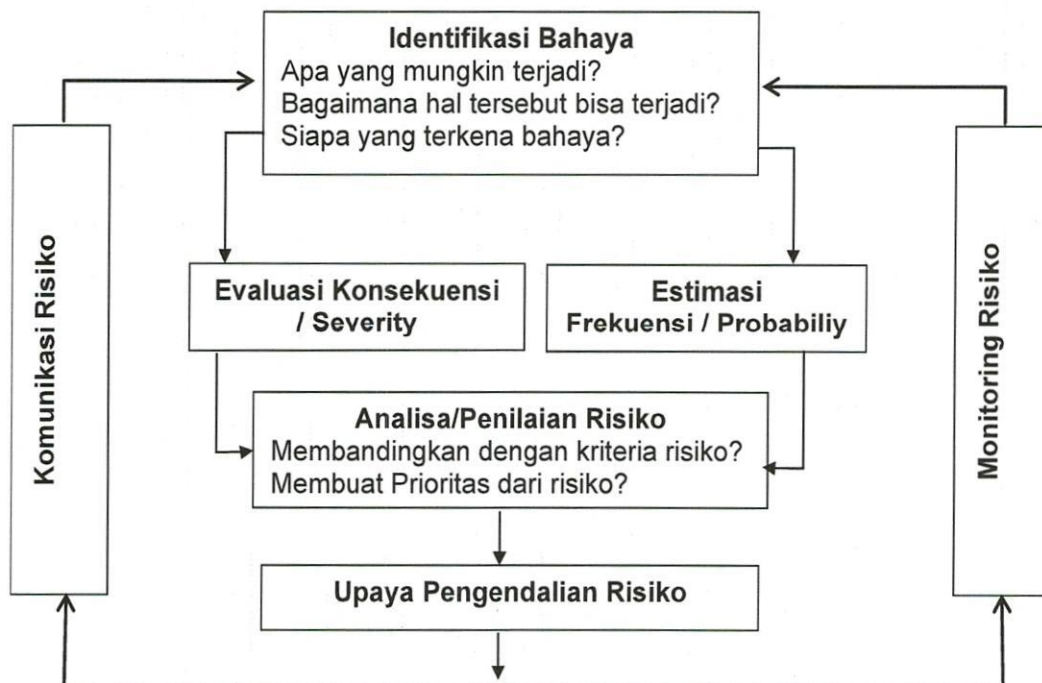 Identifikasi Bahaya
Apa yang mungkin terjadi?
Bagaimana hal tersebut bisa terjadi?
Siapa yang terkena bahaya?
Komunikasi Risiko
Monitoring Risiko
Evaluasi Konsekuensi
/ Severity
Estimasi
Frekuensi / Probabiliy
Analisa/Penilaian Risiko
Membandingkan dengan kriteria risiko?
Membuat Prioritas dari risiko?
Upaya Pengendalian Risiko